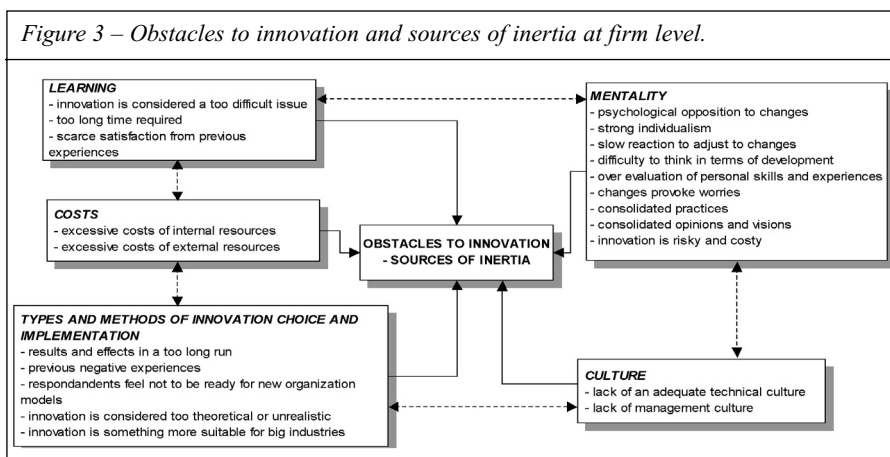 Figure 3 – Obstacles to innovation and sources of inertia at firm level.
LEARNING
- innovation is considered a too difficult issue
- too long time required
- scarce satisfaction from previous
experiences
MENTALITY
- psychological opposition to changes
- strong individualism
- slow reaction to adjust to changes
- difficulty to think in terms of development
- over evaluation of personal skills and experiences
- changes provoke worries
- consolidated practices
- consolidated opinions and visions
- innovation is risky and costy
COSTS
- excessive costs of internal resources
- excessive costs of external resources
OBSTACLES TO INNOVATION
- SOURCES OF INERTIA
TYPES AND METHODS OF INNOVATION CHOICE AND
IMPLEMENTATION
- results and effects in a too long run
- previous negative experiences
- respondandents feel not to be ready for new organization
models
- innovation is considered too theoretical or unrealistic
- innovation is something more suitable for big industries
CULTURE
- lack of an adequate technical culture
- lack of management culture